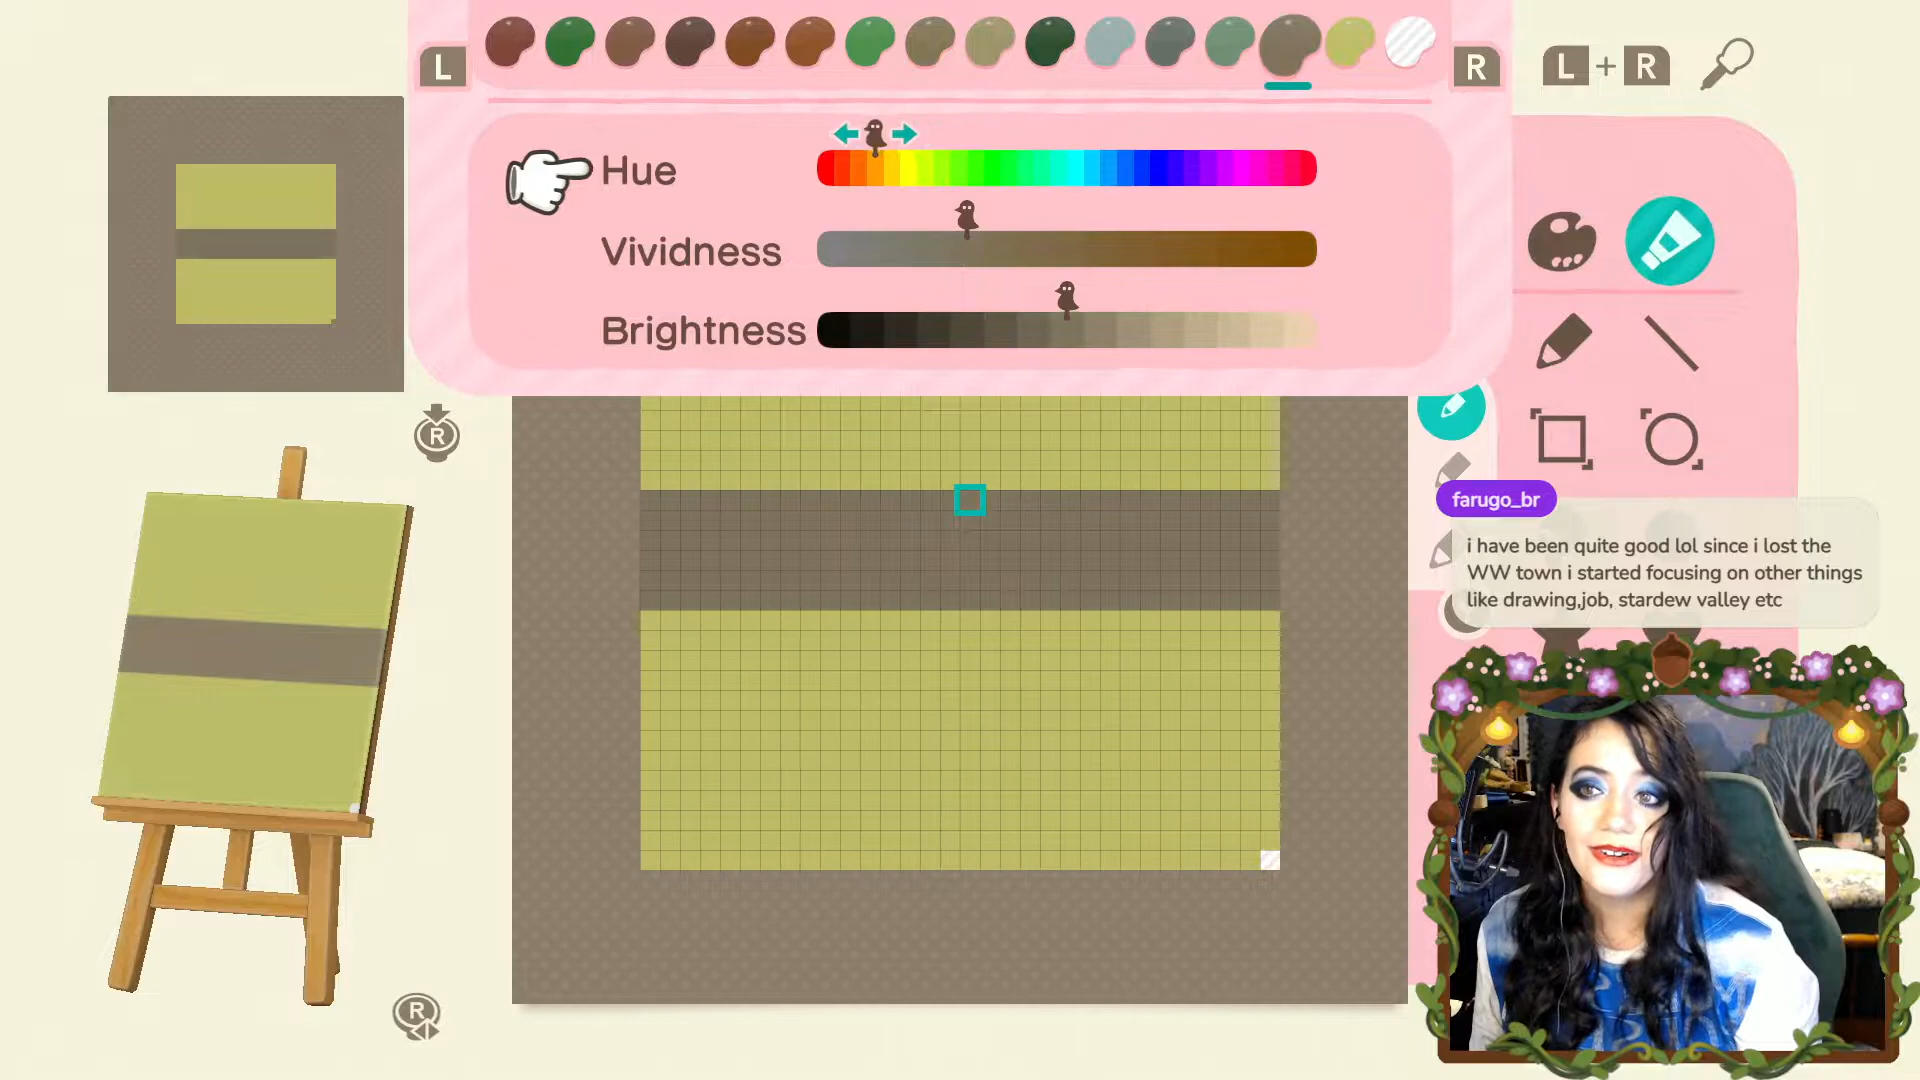 L
R
L + R
Hue
Vividness
Brightness
R
farugo_br
i have been quite good lol since i lost the
WW town i started focusing on other things
like drawing,job, stardew valley etc
R